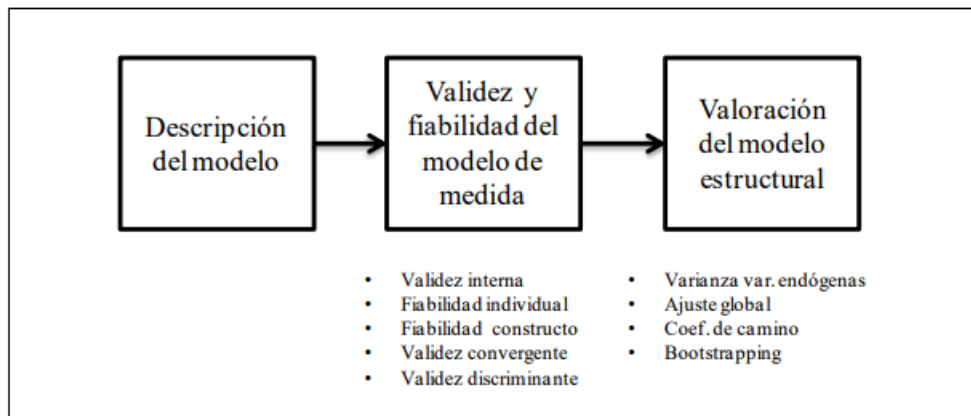 Descripción
del modelo
Validez y
fiabilidad del
modelo de
medida
Valoración
del modelo
estructural
• Validez interna
• Fiabilidad individual
• Fiabilidad constructo
• Validez convergente
• Validez discriminante
• Varianza var. endógenas
• Ajuste global
• Coef. de camino
• Bootstrapping